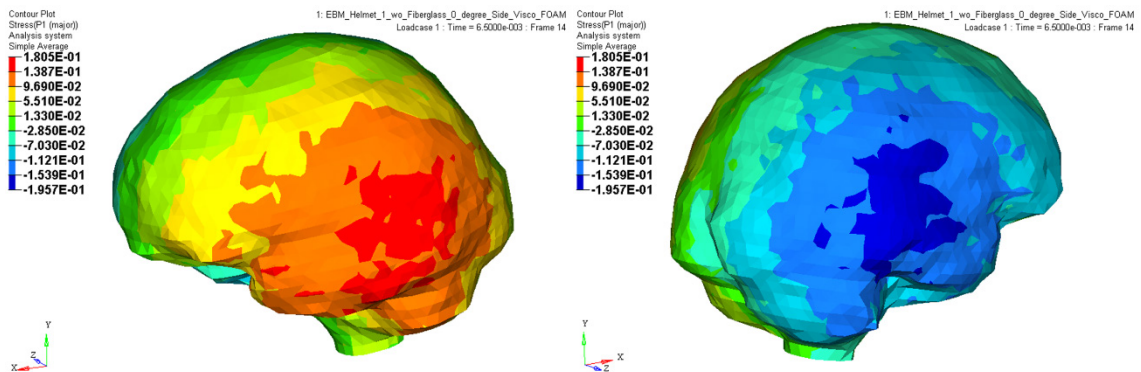 Contour Plot
Stress(P1 (major))
Analysis system
Simple Average
1.805E-01
1.387E-01
9.690E-02
5.510E-02
1.330E-02
-2.850E-02
-7.030E-02
-1.121E-01
-1.539E-01
-1.957E-01
1: EBM_Helmet_1_wo_Fiberglass_0_degree_Side_Visco_FOAM
Loadcase 1 : Time = 6.5000e-003 : Frame 14
Y
Z
X
Contour Plot
Stress(P1 (major))
Analysis system
Simple Average
1.805E-01
1.387E-01
9.690E-02
5.510E-02
1.330E-02
-2.850E-02
-7.030E-02
-1.121E-01
-1.539E-01
-1.957E-01
1: EBM_Helmet_1_wo_Fiberglass_0_degree_Side_Visco_FOAM
Loadcase 1 : Time = 6.5000e-003 : Frame 14
Y
X
Z